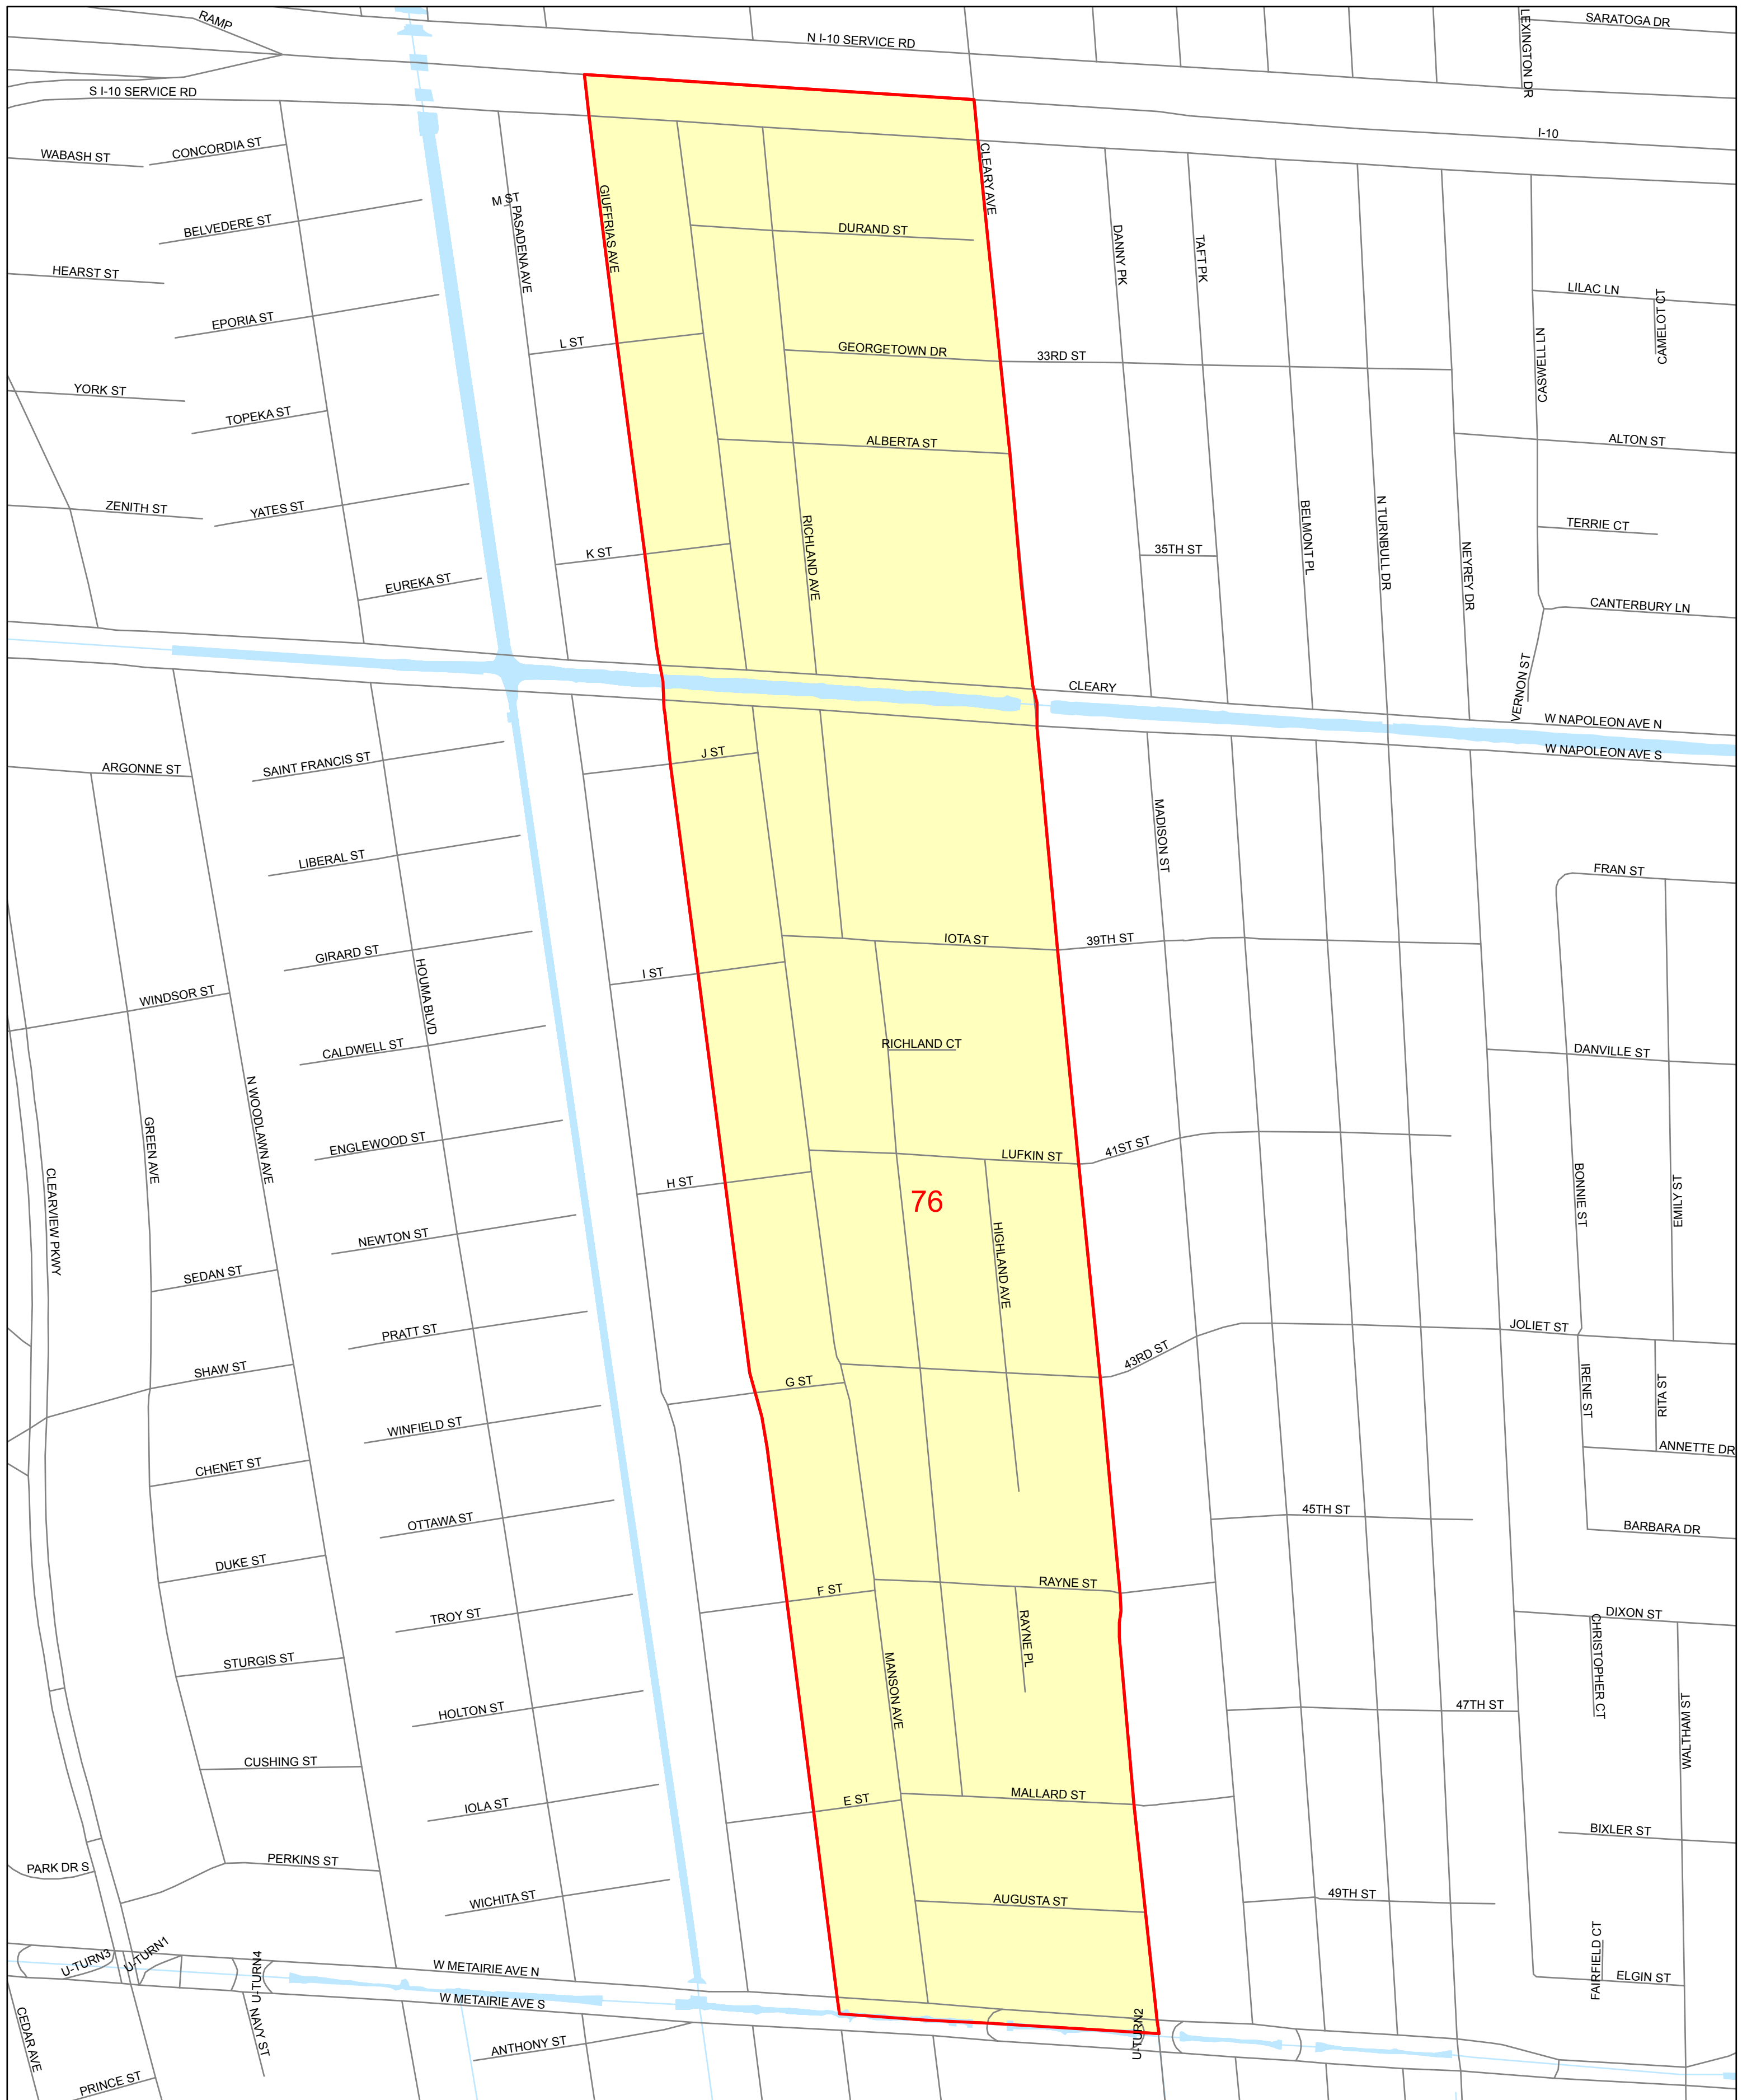 RAMP
N I-10 SERVICE RD
LEXINGTON DR
SARATOGA DR
S I-10 SERVICE RD
I-10
WABASH ST
CONCORDIA ST
M ST
PASADENA AVE
GIUFFRIAS AVE
CLEARY AVE
BELVEDERE ST
DURAND ST
DANNY PK
TAFT PK
HEARST ST
LILAC LN
CAMELOT CT
EPORIA ST
L ST
GEORGETOWN DR
33RD ST
CASWELL LN
YORK ST
TOPEKA ST
ALBERTA ST
ALTON ST
ZENITH ST
YATES ST
RICHLAND AVE
BELMONT PL
N TURNBULL DR
NEYREY DR
TERRIE CT
K ST
35TH ST
EUREKA ST
CANTERBURY LN
VERNON ST
CLEARY
W NAPOLEON AVE N
W NAPOLEON AVE S
J ST
ARGONNE ST
SAINT FRANCIS ST
MADISON ST
LIBERAL ST
FRAN ST
GIRARD ST
IOTA ST
39TH ST
I ST
WINDSOR ST
HOUMA BLVD
CALDWELL ST
RICHLAND CT
DANVILLE ST
N WOODLAWN AVE
GREEN AVE
ENGLEWOOD ST
LUFKIN ST
41ST ST
CLEARVIEW PKWY
H ST
76
BONNIE ST
EMILY ST
NEWTON ST
HIGHLAND AVE
SEDAN ST
PRATT ST
JOLIET ST
43RD ST
SHAW ST
G ST
IRENE ST
RITA ST
WINFIELD ST
ANNETTE DR
CHENET ST
OTTAWA ST
45TH ST
BARBARA DR
DUKE ST
F ST
RAYNE ST
TROY ST
RAYNE PL
DIXON ST
CHRISTOPHER CT
STURGIS ST
MANSON AVE
HOLTON ST
47TH ST
WALTHAM ST
CUSHING ST
IOLA ST
E ST
MALLARD ST
BIXLER ST
PARK DR S
PERKINS ST
WICHITA ST
AUGUSTA ST
49TH ST
U-TURN3
U-TURN1
U-TURN4
W METAIRIE AVE N
FAIRFIELD CT
ELGIN ST
W METAIRIE AVE S
U-TURN2
CEDAR AVE
NAVY ST
ANTHONY ST
PRINCE ST